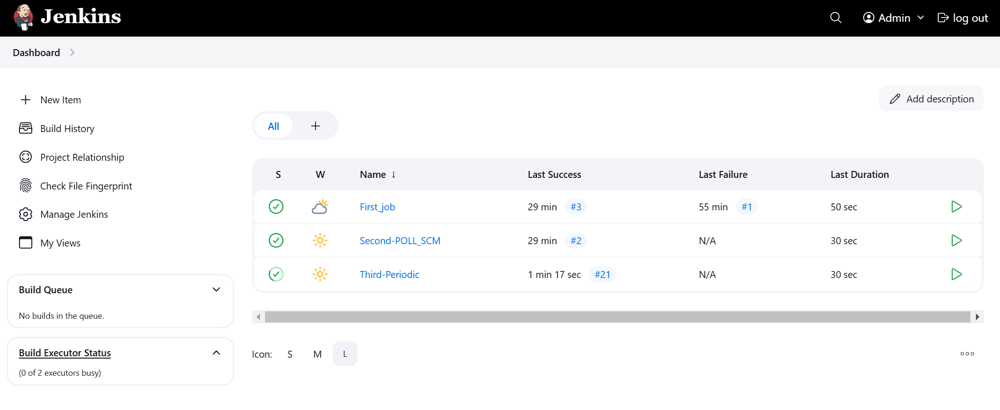 Jenkins
Admin
log out
Dashboard
New Item
Build History
Project Relationship
Check File Fingerprint
Manage Jenkins
My Views
Build Queue
No builds in the queue.
Build Executor Status
(0 of 2 executors busy)
Add description
All +
S W Name ↓ Last Success Last Failure Last Duration
First_job 29 min #3 55 min #1 50 sec
Second-POLL_SCM 29 min #2 N/A 30 sec
Third-Periodic 1 min 17 sec #21 N/A 30 sec
Icon: S M L